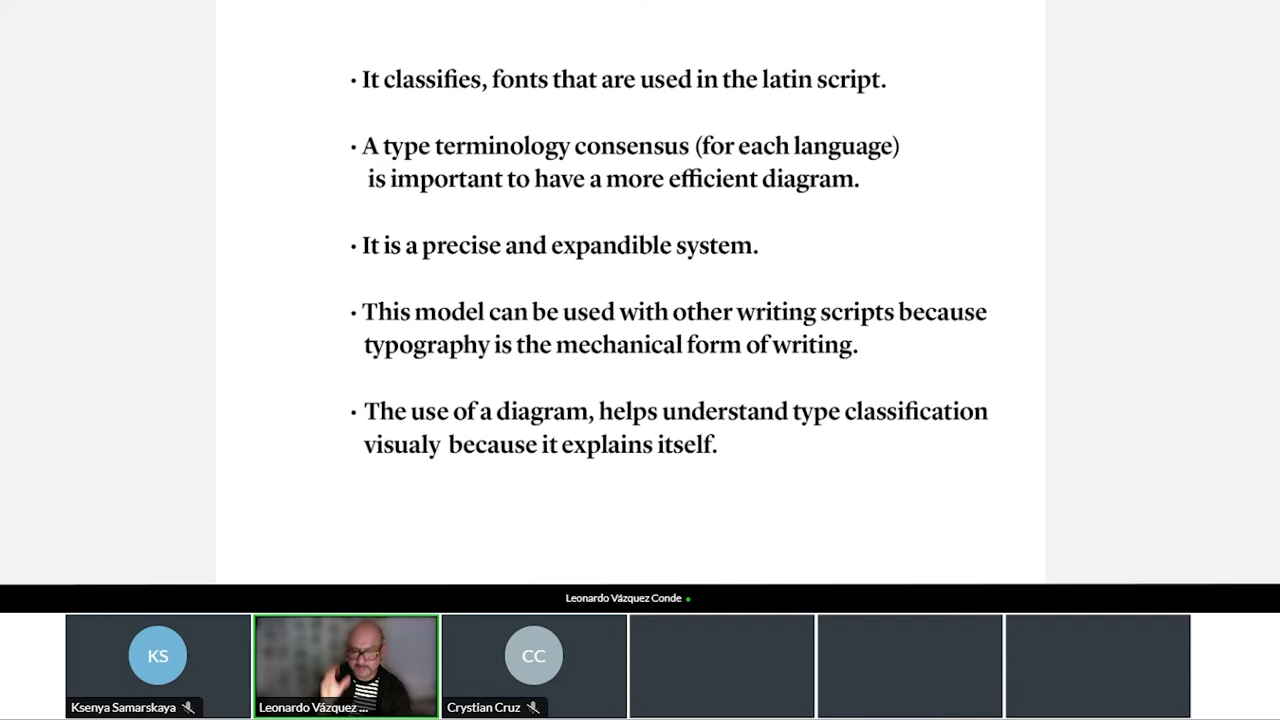 · It classifies, fonts that are used in the latin script.
· A type terminology consensus (for each language)
is important to have a more efficient diagram.
· It is a precise and expandible system.
· This model can be used with other writing scripts because
typography is the mechanical form of writing.
· The use of a diagram, helps understand type classification
visualy because it explains itself.
Leonardo Vázquez Conde
KS
CC
Ksenya Samarskaya
Leonardo Vázquez ...
Crystian Cruz